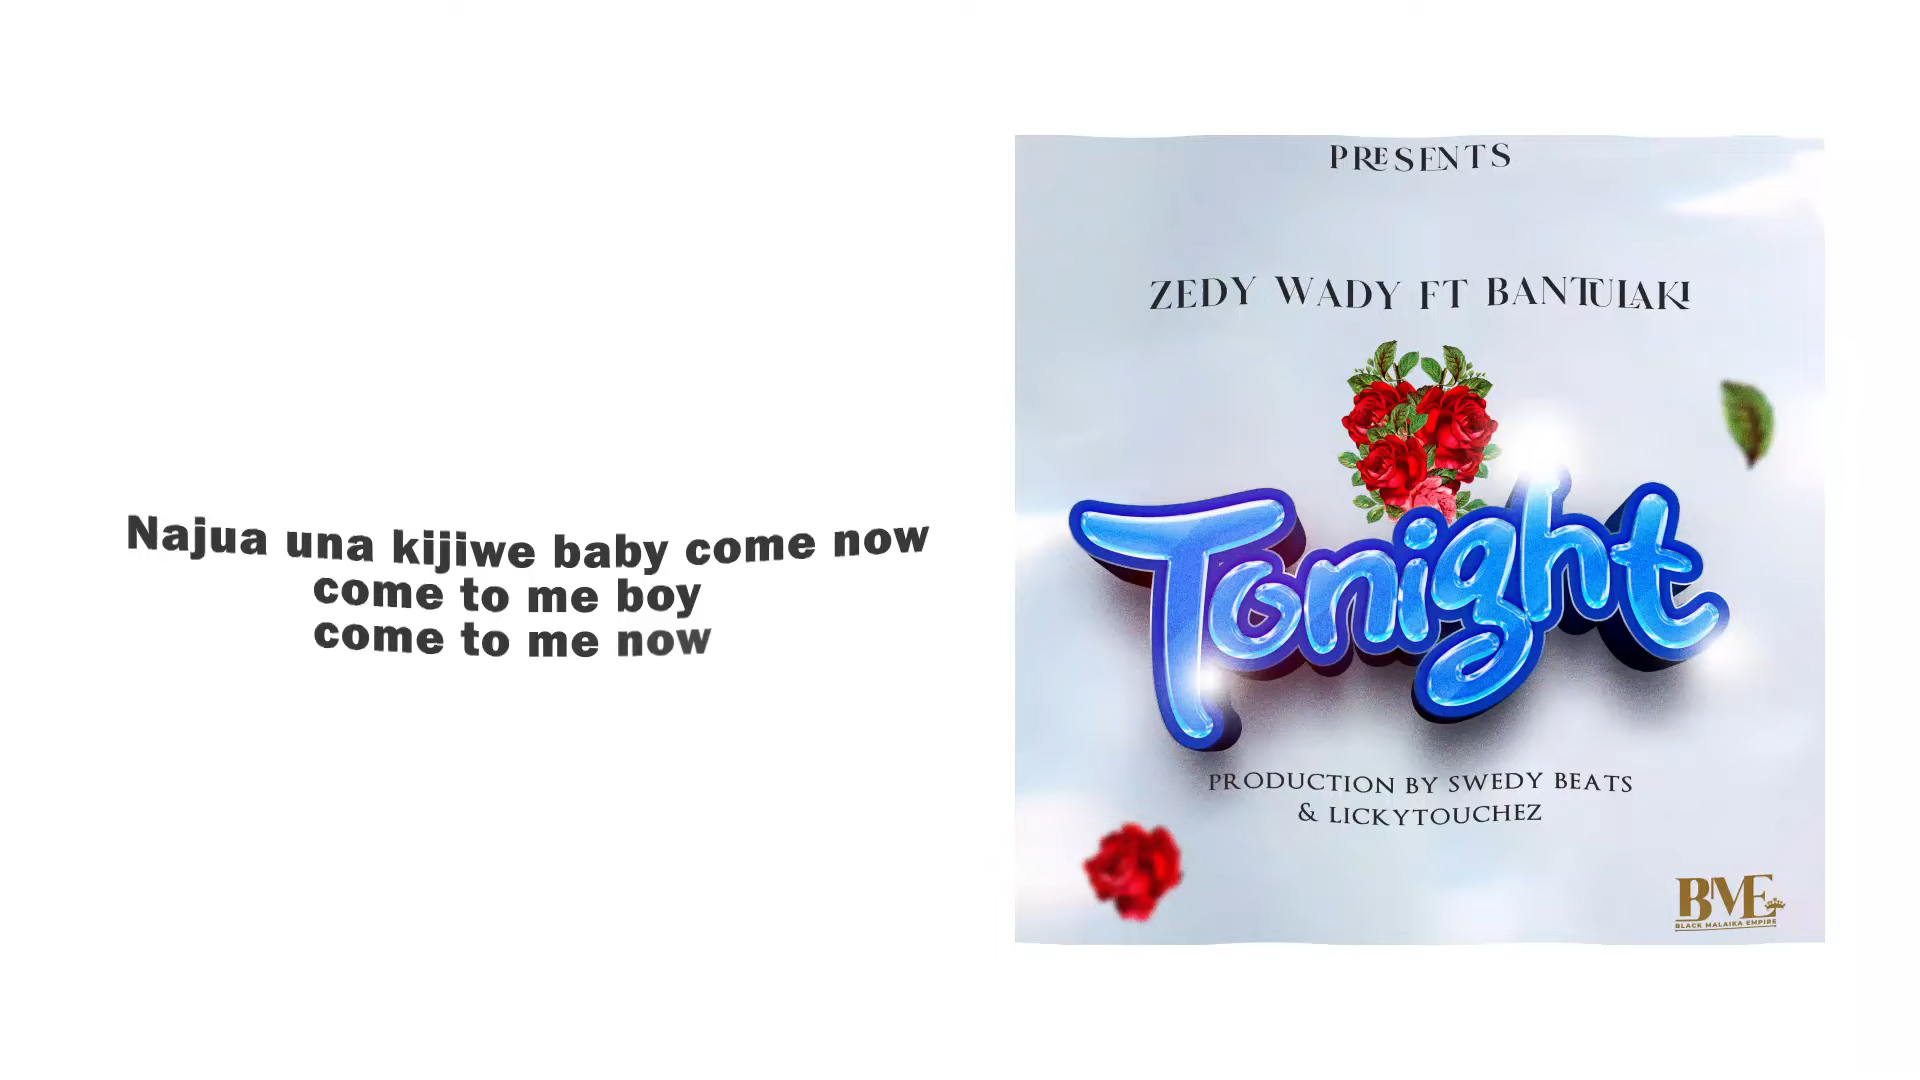 Najua una kijiwe baby come now
come to me boy
come to me now
PRESENTS
ZEDY WADY FT BANTULAKI
Tonight
PRODUCTION BY SWEDY BEATS
& LICKYTOUCHEZ
BME
BLACK MALAIKA EMPIRE